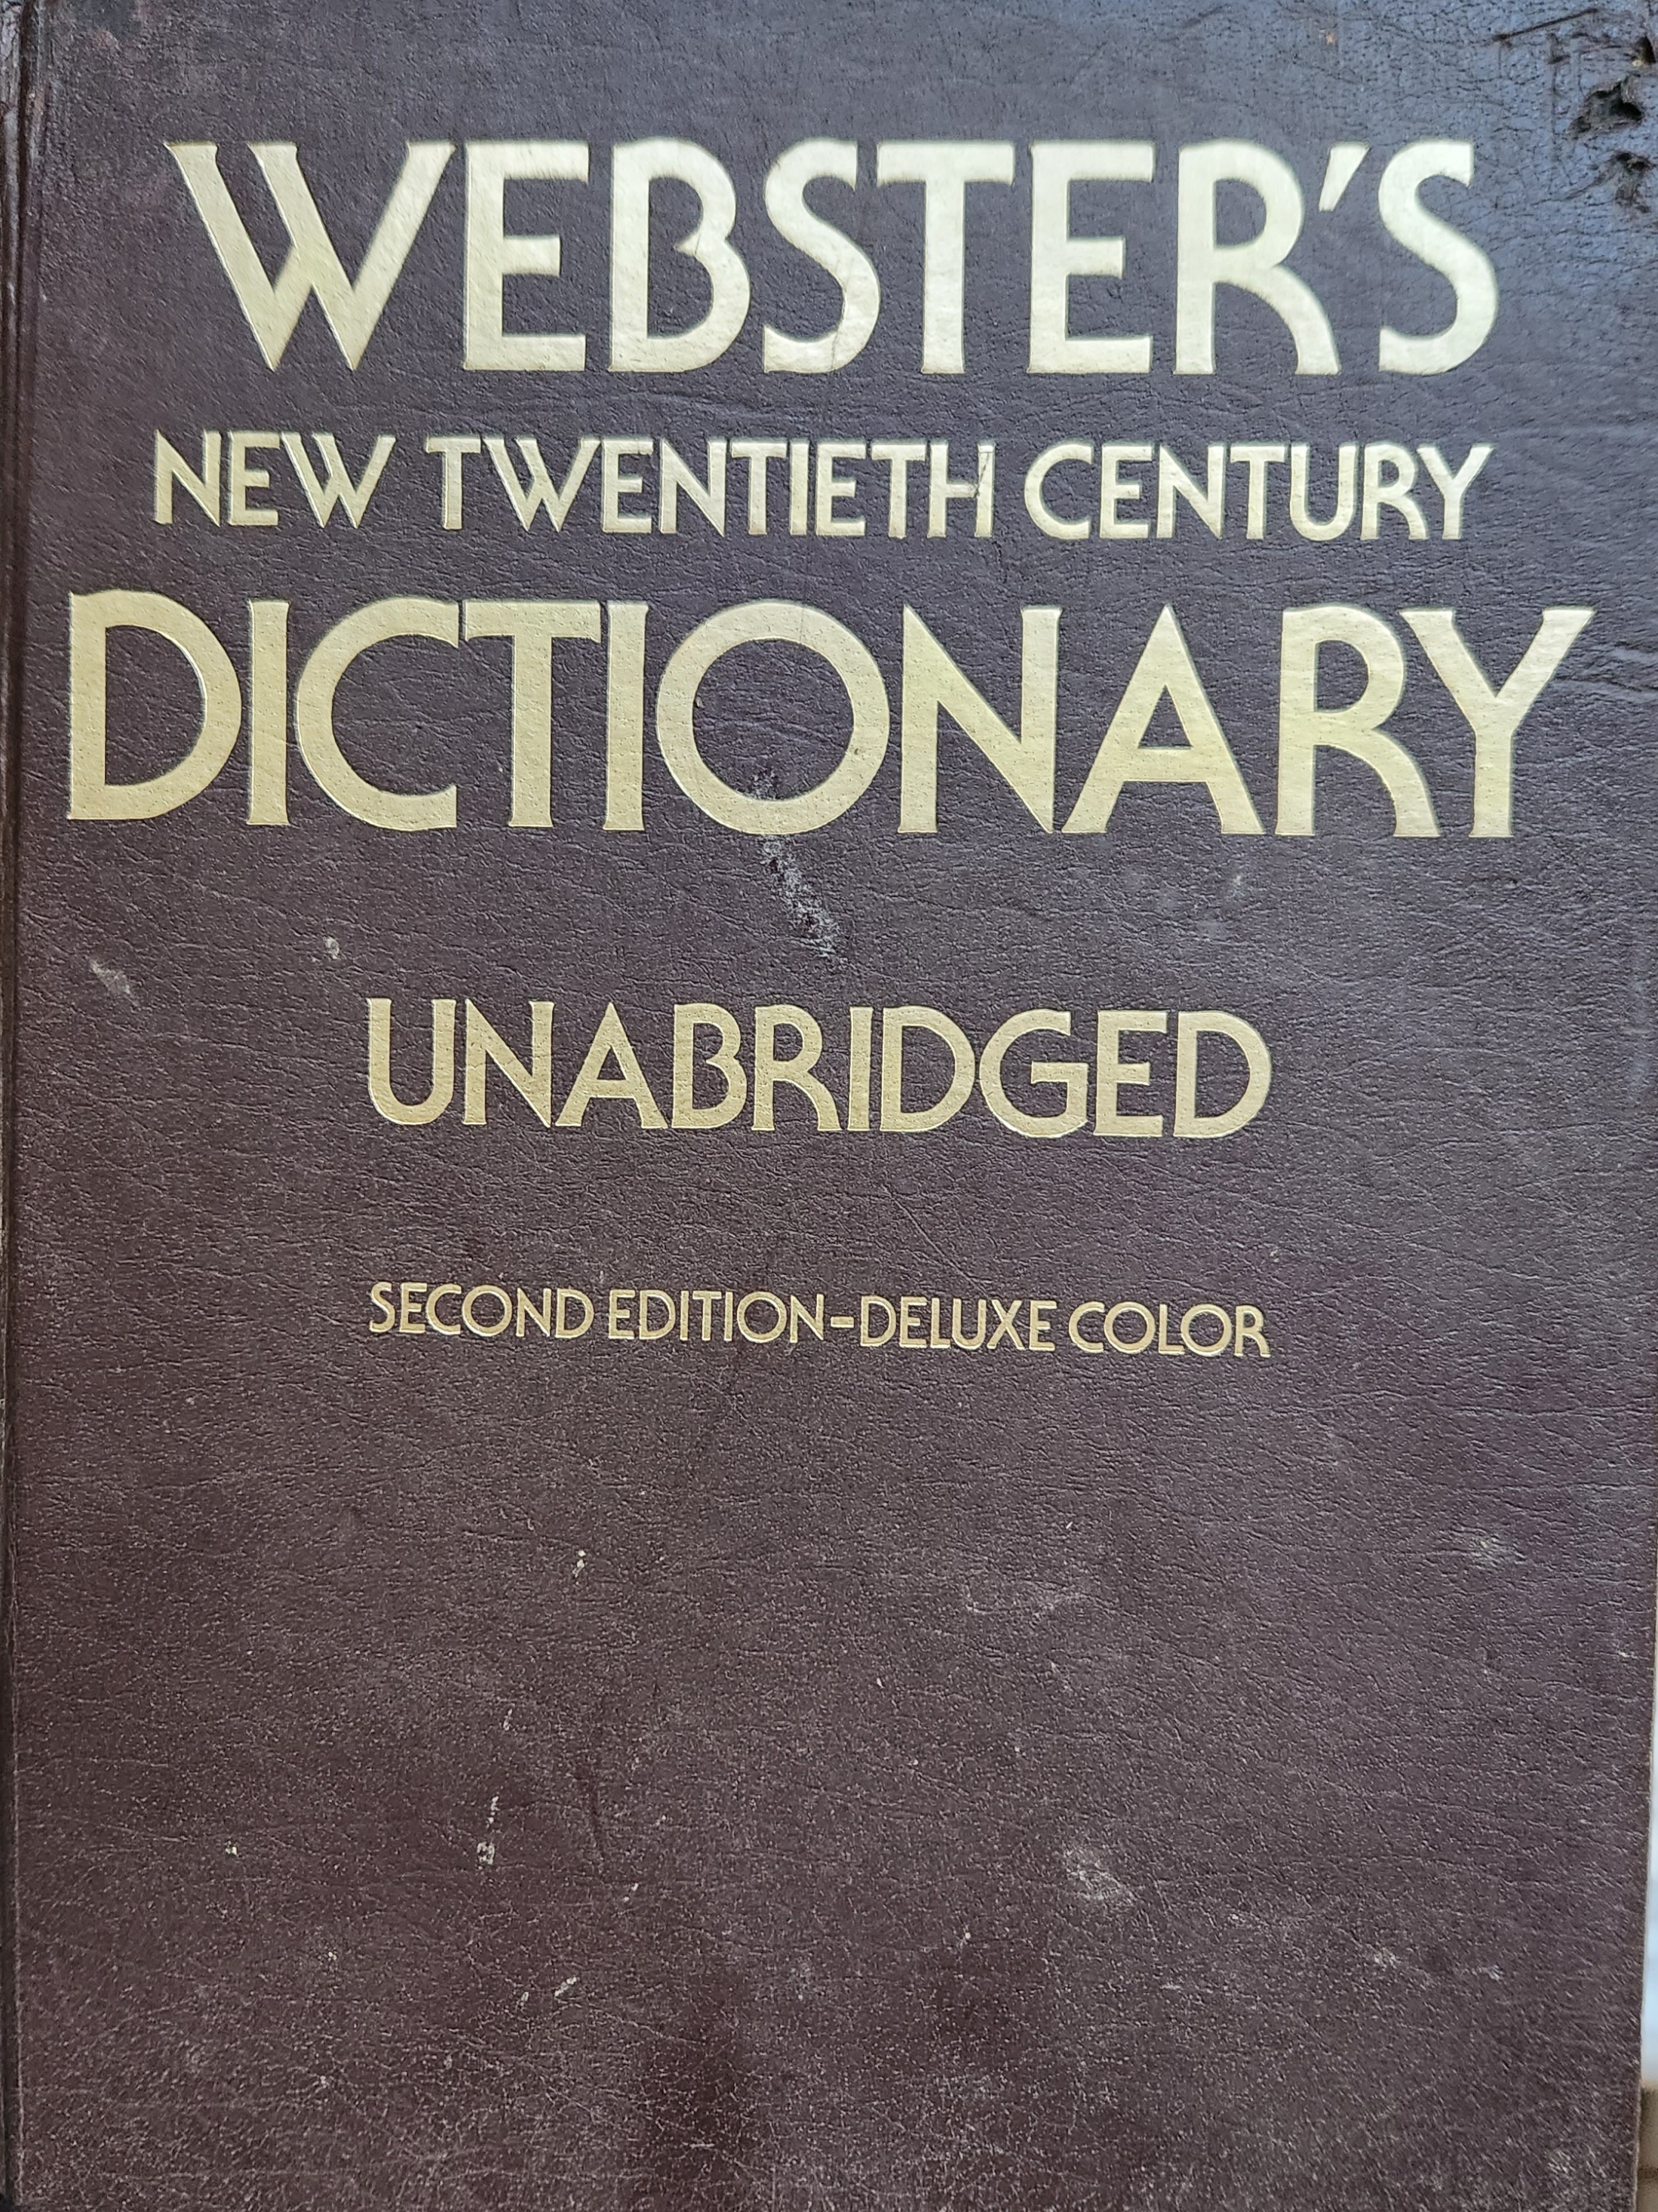 WEBSTER'S
NEW TWENTIETH CENTURY
DICTIONARY
UNABRIDGED
SECOND EDITION-DELUXE COLOR